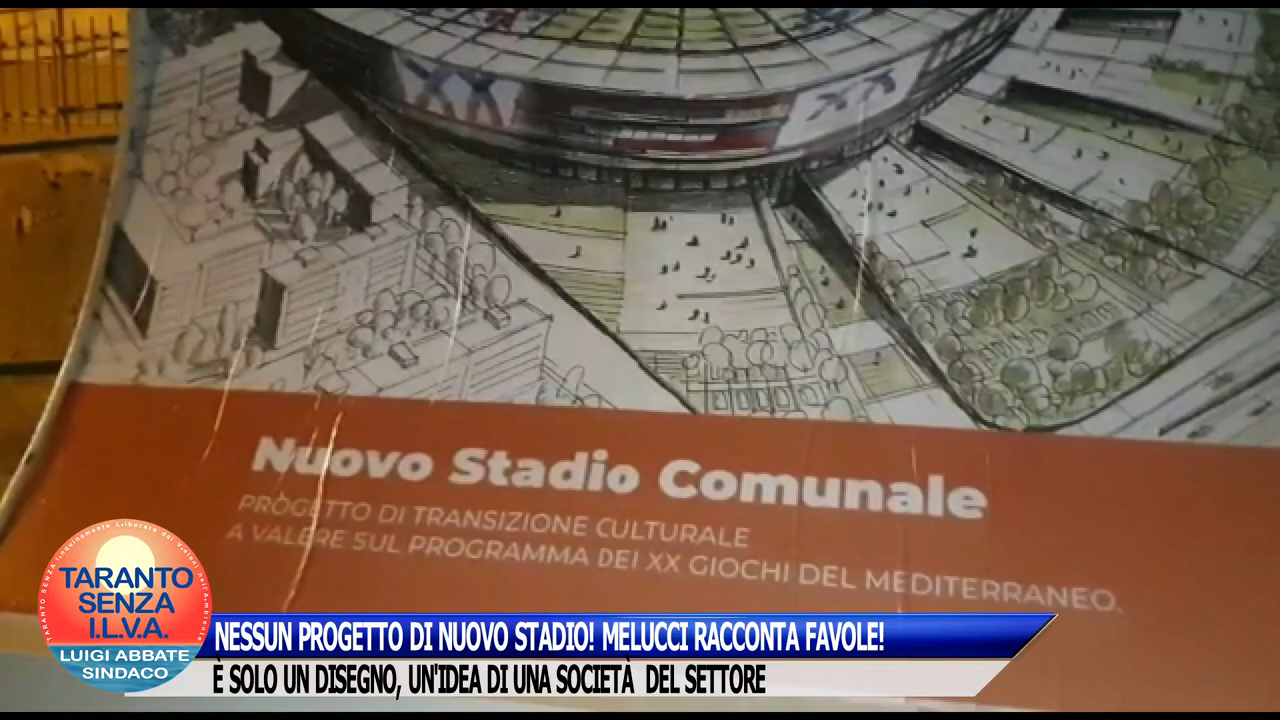 Nuovo Stadio Comunale
PROGETTO DI TRANSIZIONE CULTURALE
A VALERE SUL PROGRAMMA DEI XX GIOCHI DEL MEDITERRANEO.
TARANTO
SENZA
I.L.V.A.
LUIGI ABBATE
SINDACO
NESSUN PROGETTO DI NUOVO STADIO! MELUCCI RACCONTA FAVOLE!
È SOLO UN DISEGNO, UN'IDEA DI UNA SOCIETÀ DEL SETTORE